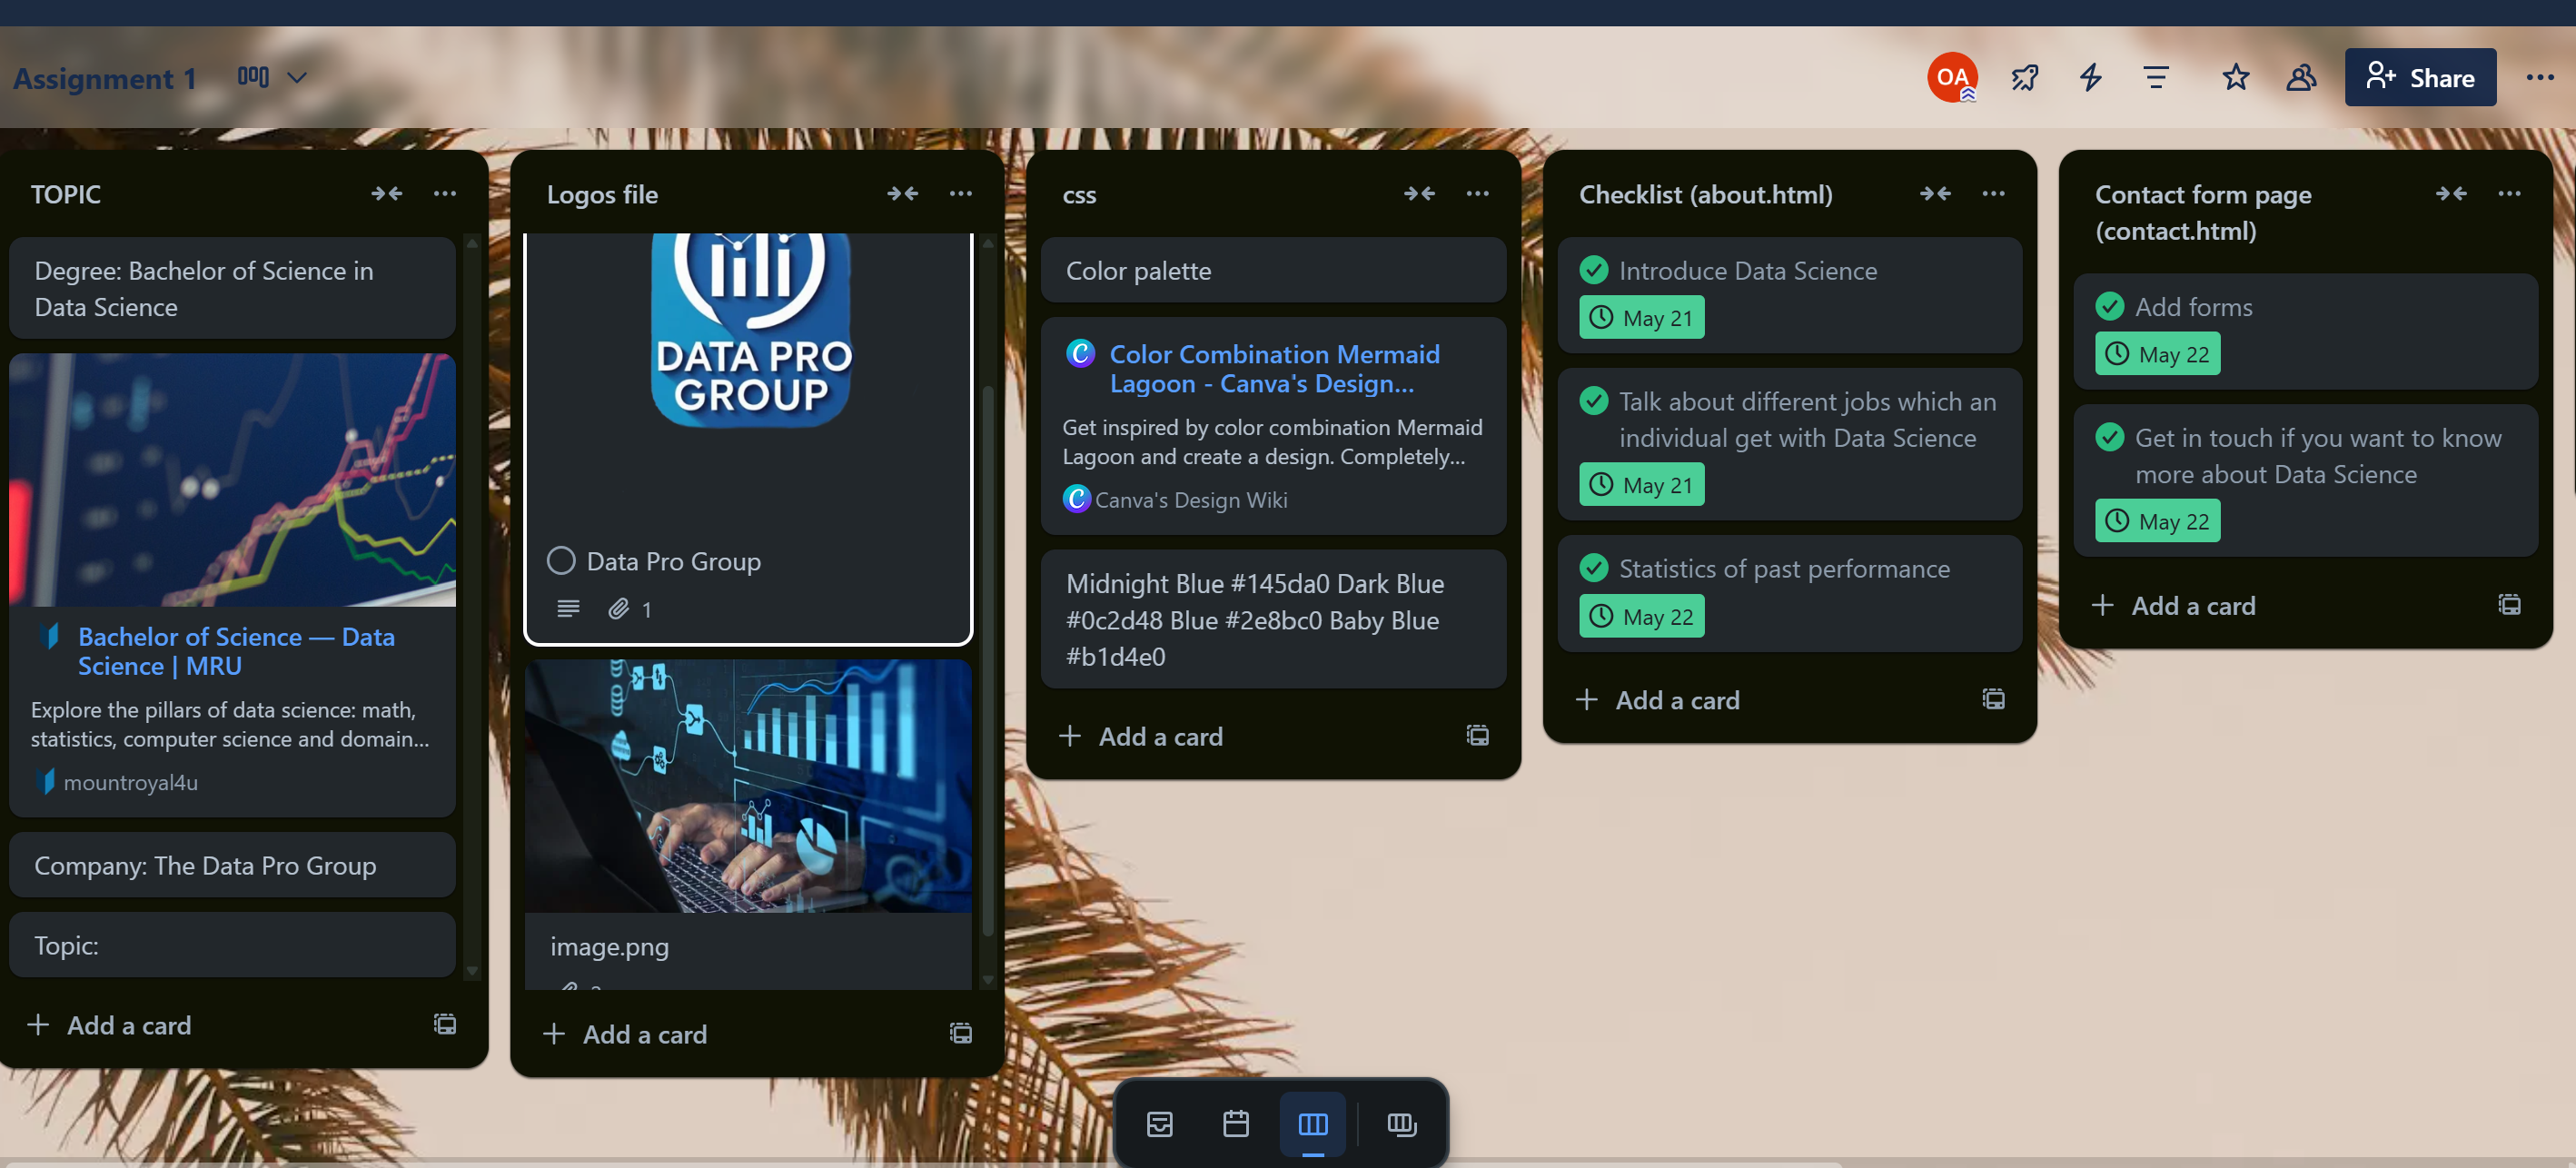 Assignment 1
OA
Share
TOPIC
Degree: Bachelor of Science in
Data Science
Bachelor of Science — Data
Science | MRU
Explore the pillars of data science: math,
statistics, computer science and domain...
mountroyal4u
Company: The Data Pro Group
Topic:
Add a card
Logos file
DATA PRO
GROUP
Data Pro Group
1
image.png
Add a card
css
Color palette
Color Combination Mermaid
Lagoon - Canva's Design...
Get inspired by color combination Mermaid
Lagoon and create a design. Completely...
Canva's Design Wiki
Midnight Blue #145da0 Dark Blue
#0c2d48 Blue #2e8bc0 Baby Blue
#b1d4e0
Add a card
Checklist (about.html)
Introduce Data Science
May 21
Talk about different jobs which an
individual get with Data Science
May 21
Statistics of past performance
May 22
Add a card
Contact form page
(contact.html)
Add forms
May 22
Get in touch if you want to know
more about Data Science
May 22
Add a card